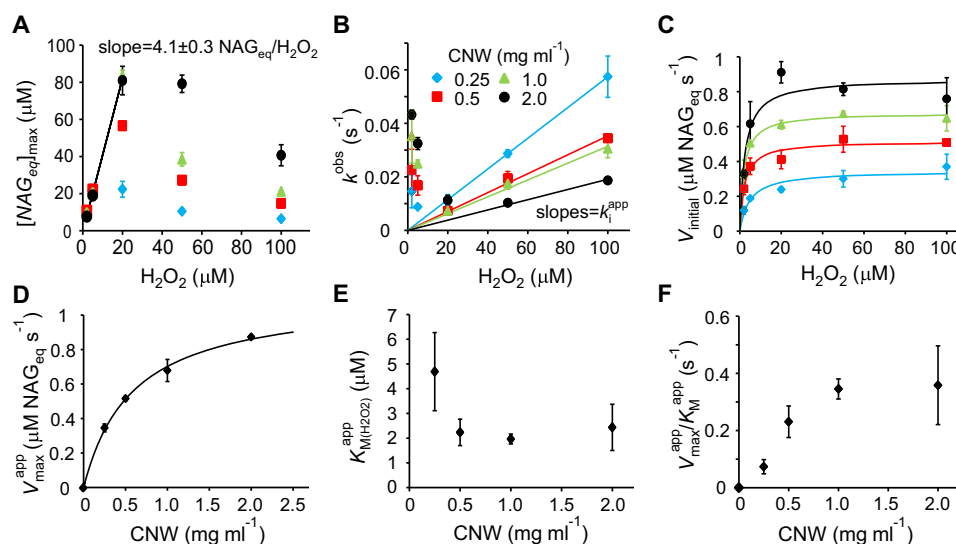 A
slope=4.1±0.3 NAGeq/H2O2
[NAGeq]max (μM)
100
80
60
40
20
0
0 20 40 60 80 100
H2O2 (μM)
B
CNW (mg ml-1)
0.25 1.0
0.5 2.0
kobs (s-1)
0.06
0.04
0.02
0
slopes=kiapp
0 20 40 60 80 100
H2O2 (μM)
C
Vinitial (μM NAGeq s-1)
1.0
0.8
0.6
0.4
0.2
0
0 20 40 60 80 100
H2O2 (μM)
D
Vmaxapp (μM NAGeq s-1)
1
0.8
0.6
0.4
0.2
0
0 0.5 1.0 1.5 2.0 2.5
CNW (mg ml-1)
E
KM(H2O2)app (μM)
7
6
5
4
3
2
1
0
0 0.5 1.0 1.5 2.0
CNW (mg ml-1)
F
Vmaxapp/KMapp (s-1)
0.6
0.4
0.2
0
0 0.5 1.0 1.5 2.0
CNW (mg ml-1)